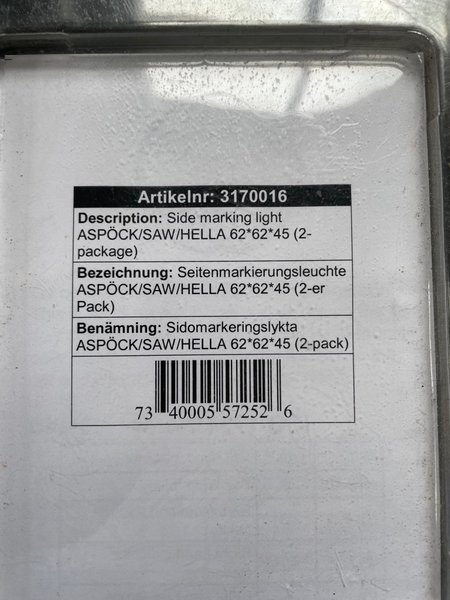 Artikelnr: 3170016
Description: Side marking light
ASPÖCK/SAW/HELLA 62*62*45 (2-
package)
Bezeichnung: Seitenmarkierungsleuchte
ASPÖCK/SAW/HELLA 62*62*45 (2-er
Pack)
Benämning: Sidomarkeringslykta
ASPÖCK/SAW/HELLA 62*62*45 (2-pack)
73 40005 57252 6